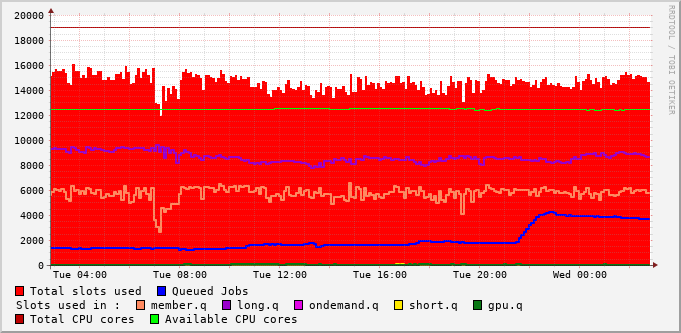 20000
18000
16000
14000
12000
10000
8000
6000
4000
2000
0
Tue 04:00 Tue 08:00 Tue 12:00 Tue 16:00 Tue 20:00 Wed 00:00
Total slots used Queued Jobs
Slots used in : member.q long.q ondemand.q short.q gpu.q
Total CPU cores Available CPU cores
RRDTOOL / TOBI OETIKER